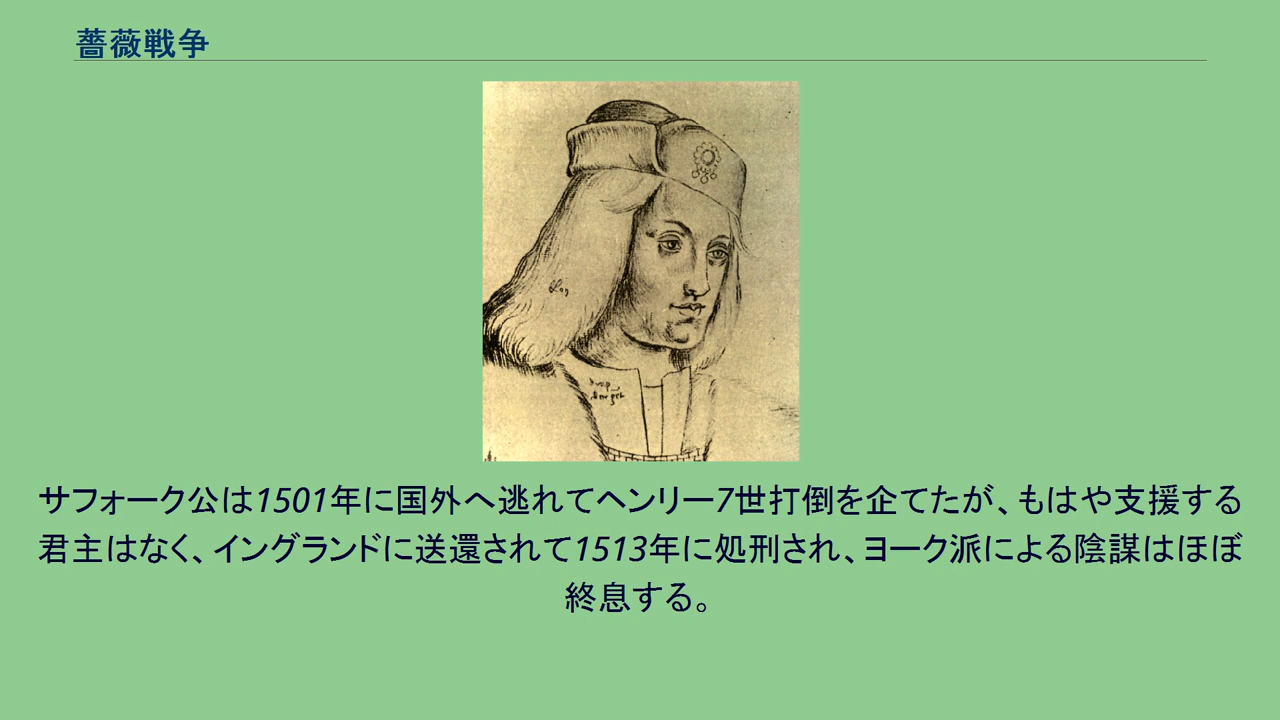 薔薇戦争
サフォーク公は1501年に国外へ逃れてヘンリー7世打倒を企てたが、もはや支援する
君主はなく、イングランドに送還されて1513年に処刑され、ヨーク派による陰謀はほぼ
終息する。